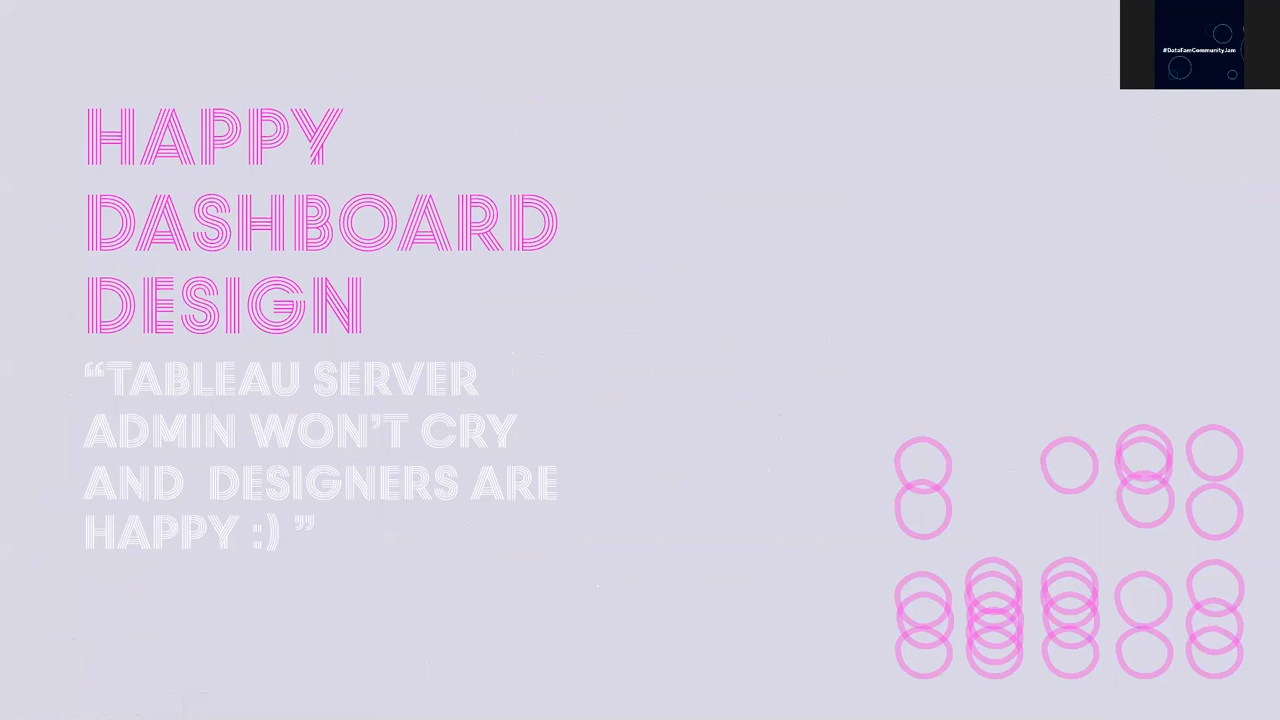 #DataFamCommunityJam
HAPPY
DASHBOARD
DESIGN
“TABLEAU SERVER
ADMIN WON’T CRY
AND DESIGNERS ARE
HAPPY :) ”